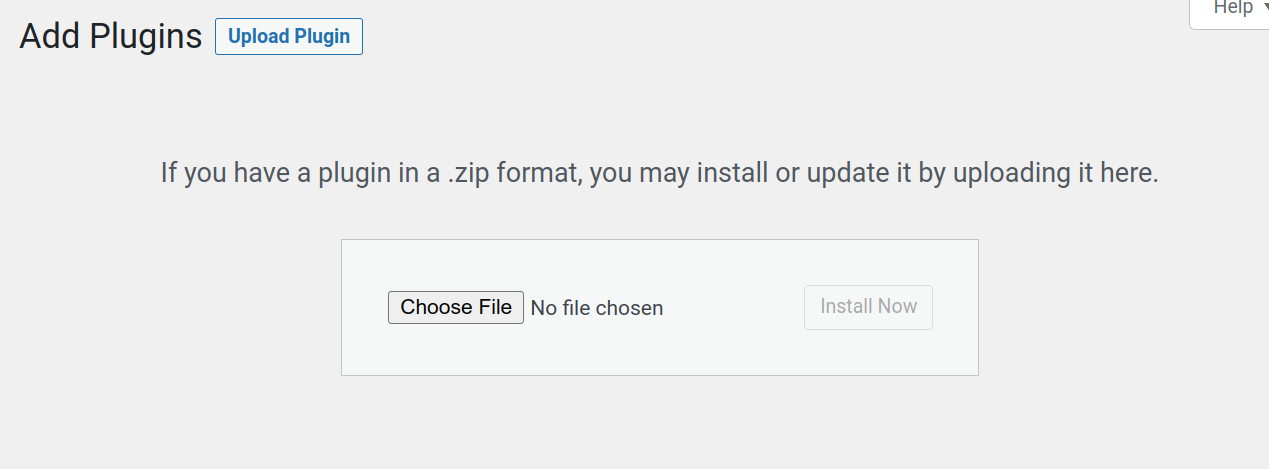 Help
Add Plugins
Upload Plugin
If you have a plugin in a .zip format, you may install or update it by uploading it here.
Choose File No file chosen
Install Now